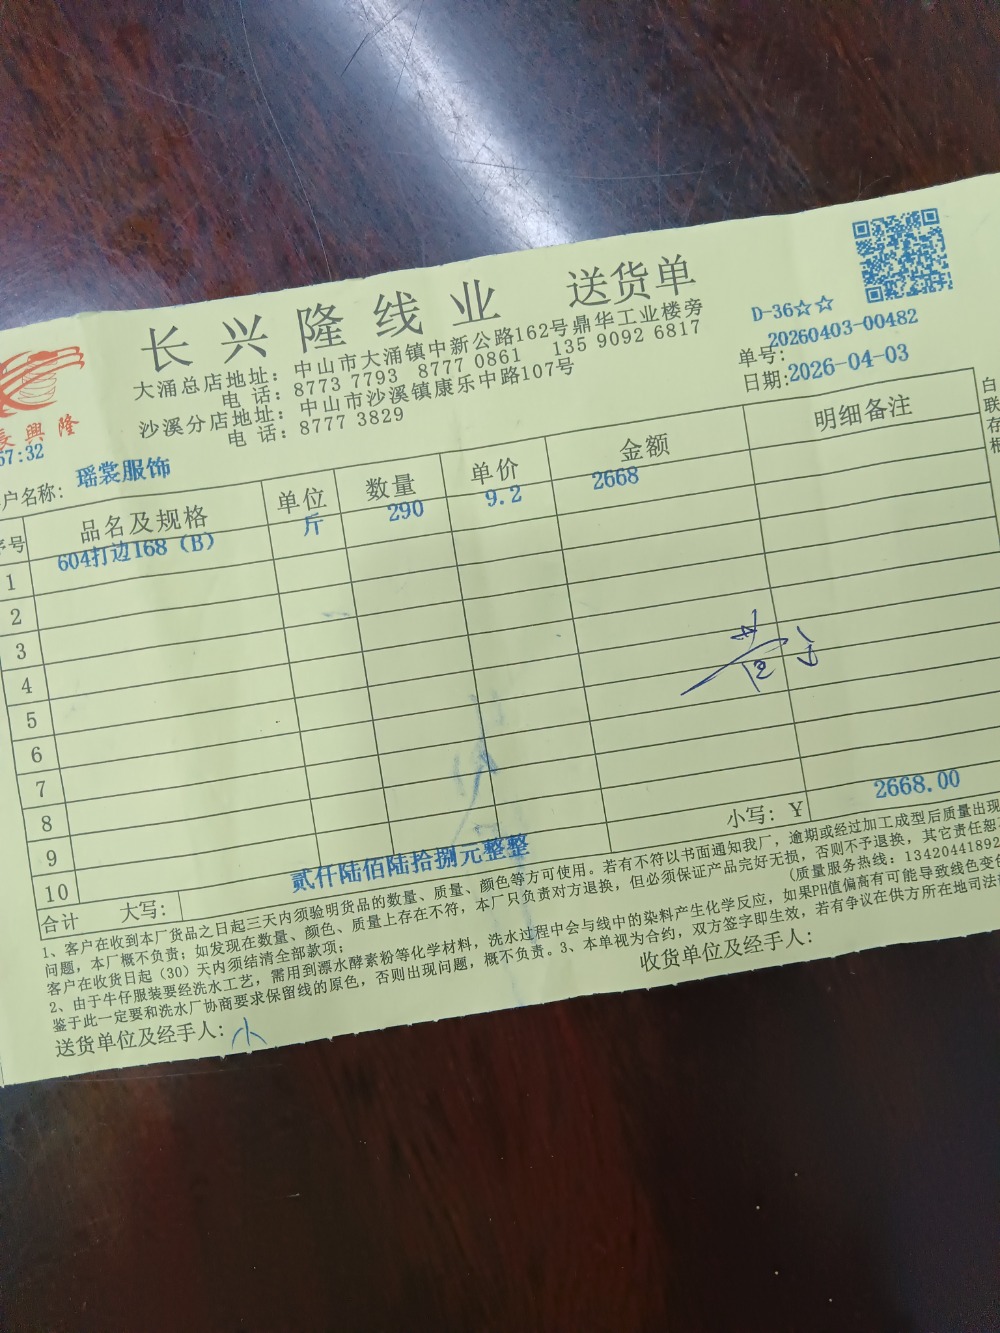 长兴隆线业 送货单
大涌总店地址：中山市大涌镇中新公路162号鼎华工业楼旁
电 话：8773 7793 8777 0861 135 9092 6817
沙溪分店地址：中山市沙溪镇康乐中路107号
电 话：8777 3829
D-36☆☆
单号：20260403-00482
日期：2026-04-03
長興隆
57:32
户名称：瑶裳服饰
白联存根
序号 品名及规格 单位 数量 单价 金额 明细备注
1 604打边168（B） 斤 290 9.2 2668
2
3
4
5
6
7
8
9
10
小写：￥ 2668.00
合计 大写：贰仟陆佰陆拾捌元整整
1、客户在收到本厂货品之日起三天内须验明货品的数量、质量、颜色等方可使用。若有不符以书面通知我厂，逾期或经过加工成型后质量出现
问题，本厂概不负责；如发现在数量、颜色、质量上存在不符，本厂只负责对方退换，但必须保证产品完好无损，否则不予退换，其它责任恕
客户在收货日起（30）天内须结清全部款项； （质量服务热线：13420441892
2、由于牛仔服装要经洗水工艺，需用到漂水酵素粉等化学材料，洗水过程中会与线中的染料产生化学反应，如果PH值偏高有可能导致线色变
鉴于此一定要和洗水厂协商要求保留线的原色，否则出现问题，概不负责。3、本单视为合约，双方签字即生效，若有争议在供方所在地司法
送货单位及经手人：小
收货单位及经手人：